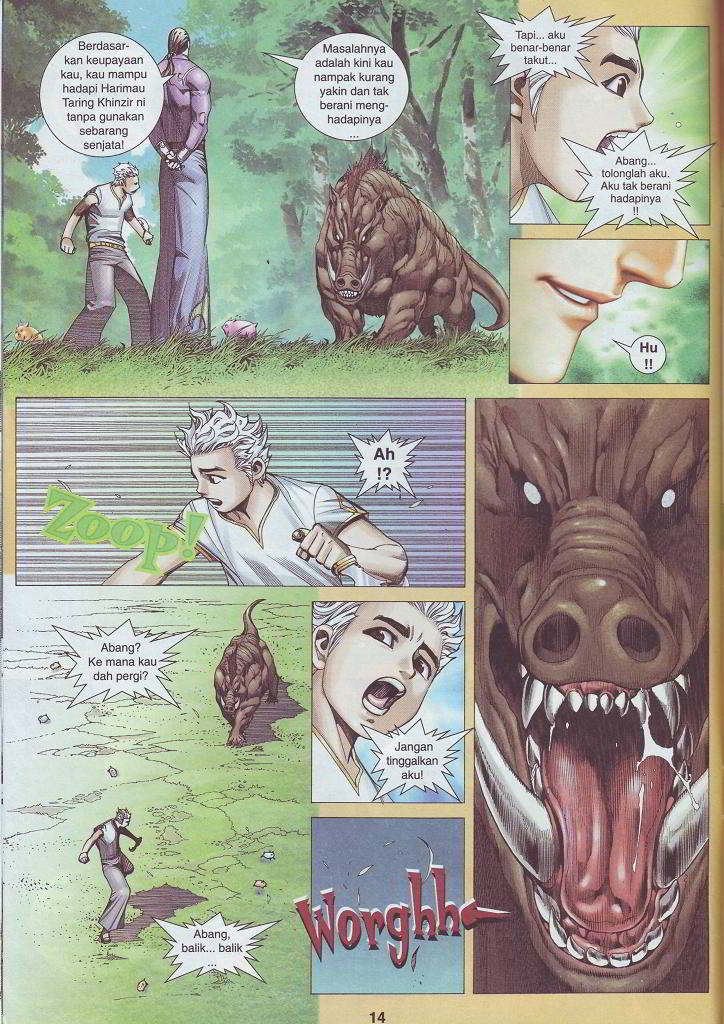 Berdasar-
kan keupayaan
kau, kau mampu
hadapi Harimau
Taring Khinzir ni
tanpa gunakan
sebarang
senjata!
Masalahnya
adalah kini kau
nampak kurang
yakin dan tak
berani meng-
hadapinya
...
Tapi... aku
benar-benar
takut...
Abang...
tolonglah aku.
Aku tak berani
hadapinya
!!
Hu
!!
Ah
!?
Zoop!
Abang?
Ke mana kau
dah pergi?
Jangan
tinggalkan
aku!
Abang,
balik... balik
...
Worghh
14